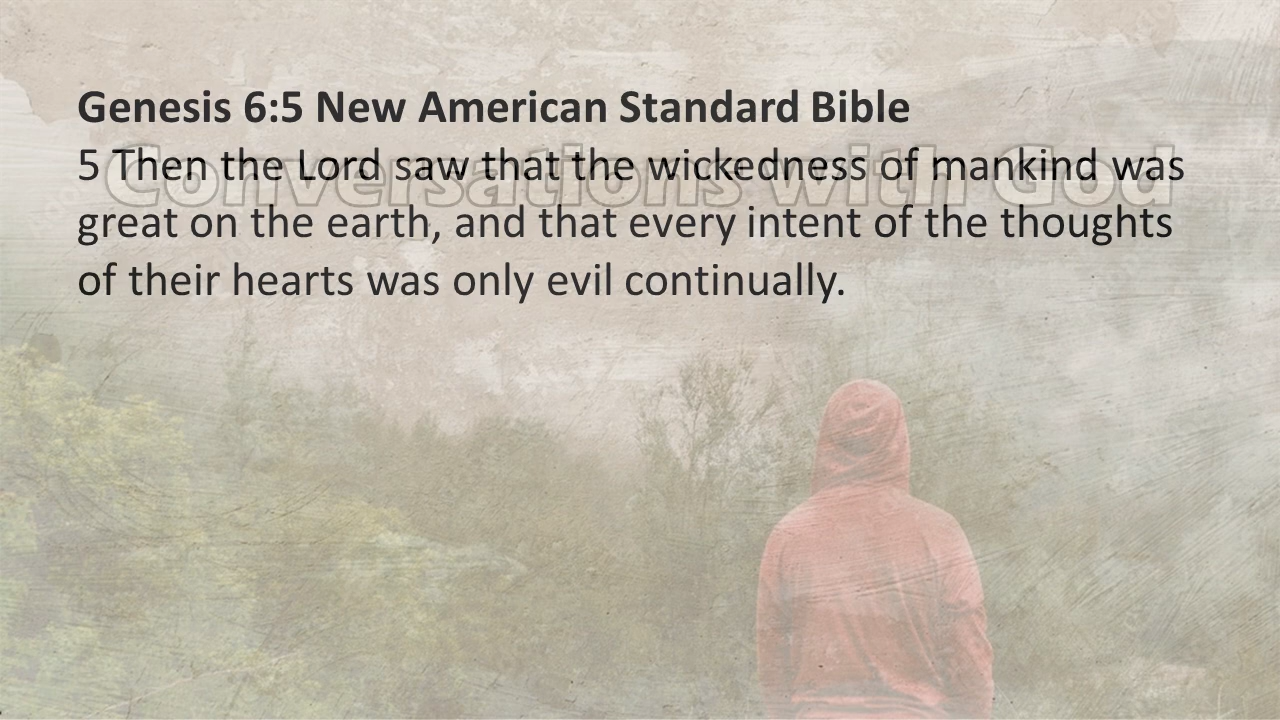 Genesis 6:5 New American Standard Bible
5 Then the Lord saw that the wickedness of mankind was
Conversations with God
great on the earth, and that every intent of the thoughts
of their hearts was only evil continually.